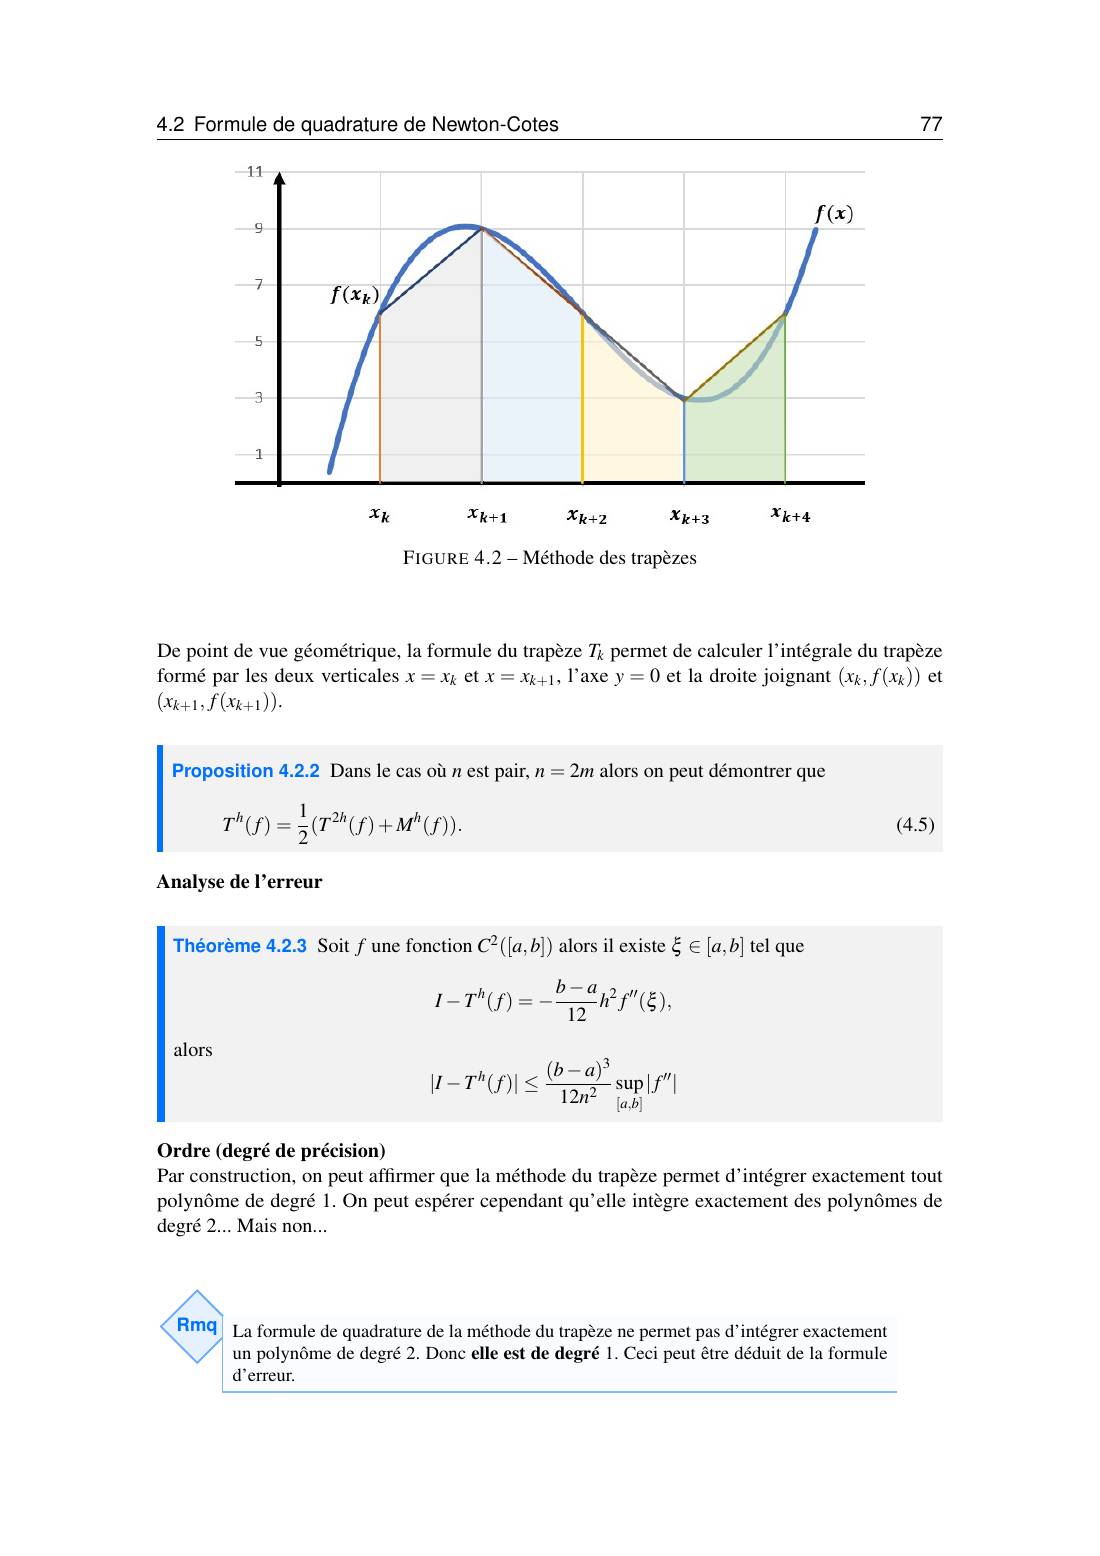 4.2 Formule de quadrature de Newton-Cotes 77
11
9
7
5
3
1
f(x)
f(x_k)
x_k x_{k+1} x_{k+2} x_{k+3} x_{k+4}
FIGURE 4.2 – Méthode des trapèzes
De point de vue géométrique, la formule du trapèze T_k permet de calculer l'intégrale du trapèze
formé par les deux verticales x = x_k et x = x_{k+1}, l'axe y = 0 et la droite joignant (x_k, f(x_k)) et
(x_{k+1}, f(x_{k+1})).
Proposition 4.2.2 Dans le cas où n est pair, n = 2m alors on peut démontrer que
T^h(f) = \frac{1}{2}(T^{2h}(f) + M^h(f)). (4.5)
Analyse de l'erreur
Théorème 4.2.3 Soit f une fonction C^2([a,b]) alors il existe ξ ∈ [a,b] tel que
I − T^h(f) = −\frac{b − a}{12} h^2 f''(ξ),
alors
|I − T^h(f)| ≤ \frac{(b − a)^3}{12n^2} \sup_{[a,b]} |f''|
Ordre (degré de précision)
Par construction, on peut affirmer que la méthode du trapèze permet d'intégrer exactement tout
polynôme de degré 1. On peut espérer cependant qu'elle intègre exactement des polynômes de
degré 2... Mais non...
Rmq
La formule de quadrature de la méthode du trapèze ne permet pas d'intégrer exactement
un polynôme de degré 2. Donc elle est de degré 1. Ceci peut être déduit de la formule
d'erreur.